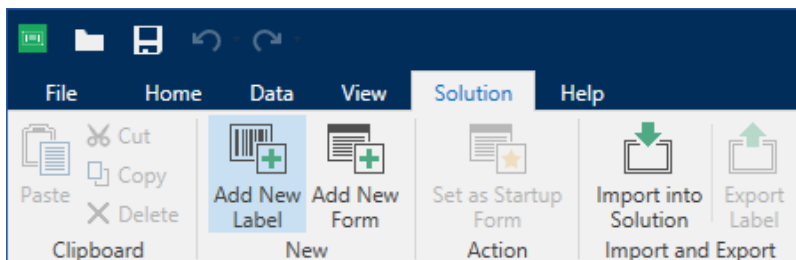 File Home Data View Solution Help
Paste
Cut
Copy
Delete
Clipboard
Add New
Label
Add New
Form
New
Set as Startup
Form
Action
Import into
Solution
Export
Label
Import and Export